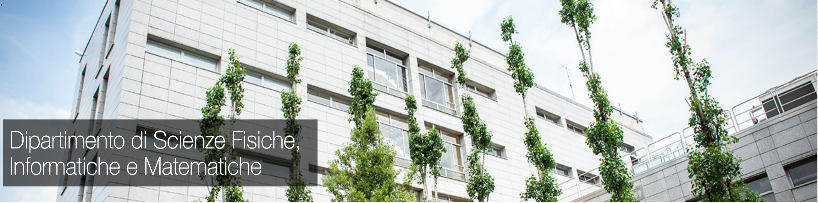 Dipartimento di Scienze Fisiche,
Informatiche e Matematiche